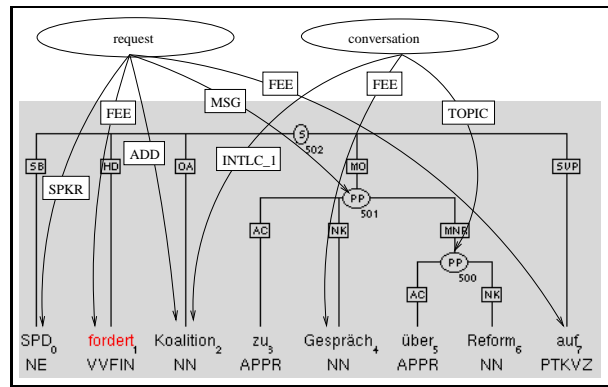 request conversation
FEE FEE
MSG
FEE TOPIC
S
502
ADD INTLC_1
SB HD OA MO SVP
SPKR
PP
501
AC NK MNR
PP
500
AC NK
SPD0 fordert1 Koalition2 zu3 Gespräch4 über5 Reform6 auf7
NE VVFIN NN APPR NN APPR NN PTKVZ